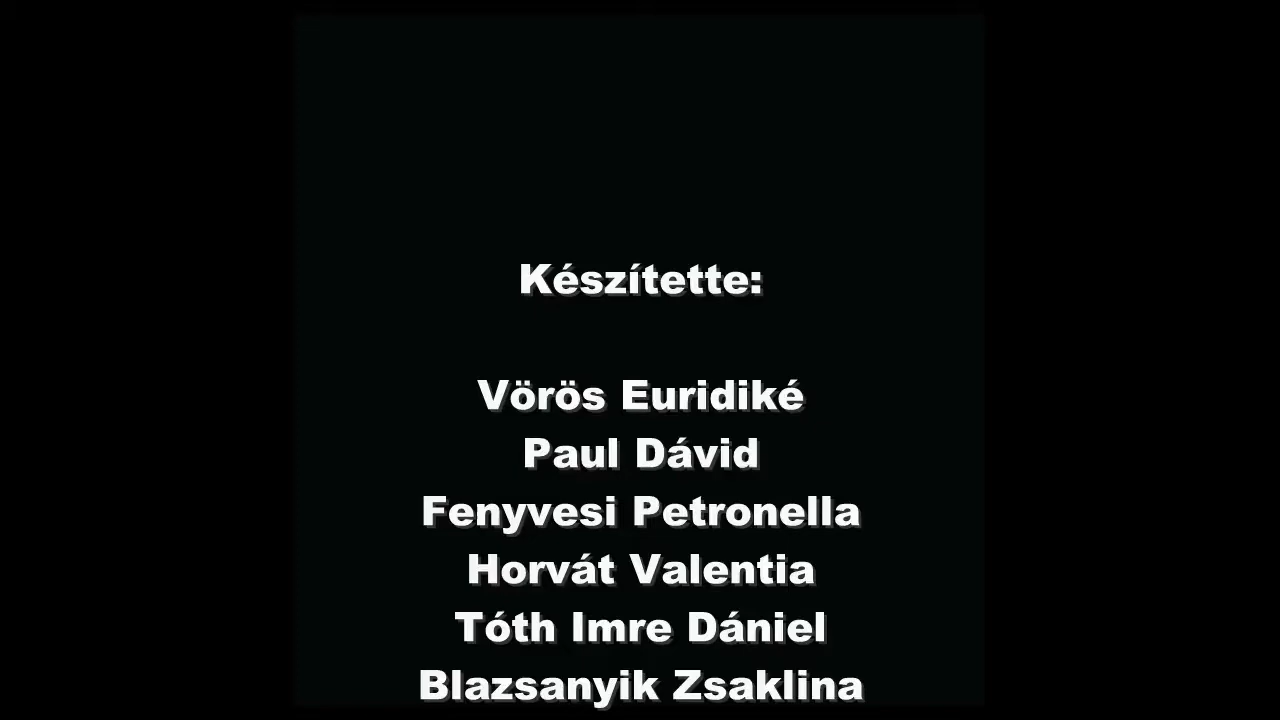 Készítette:
Vörös Euridiké
Paul Dávid
Fenyvesi Petronella
Horvát Valentia
Tóth Imre Dániel
Blazsanyik Zsaklina